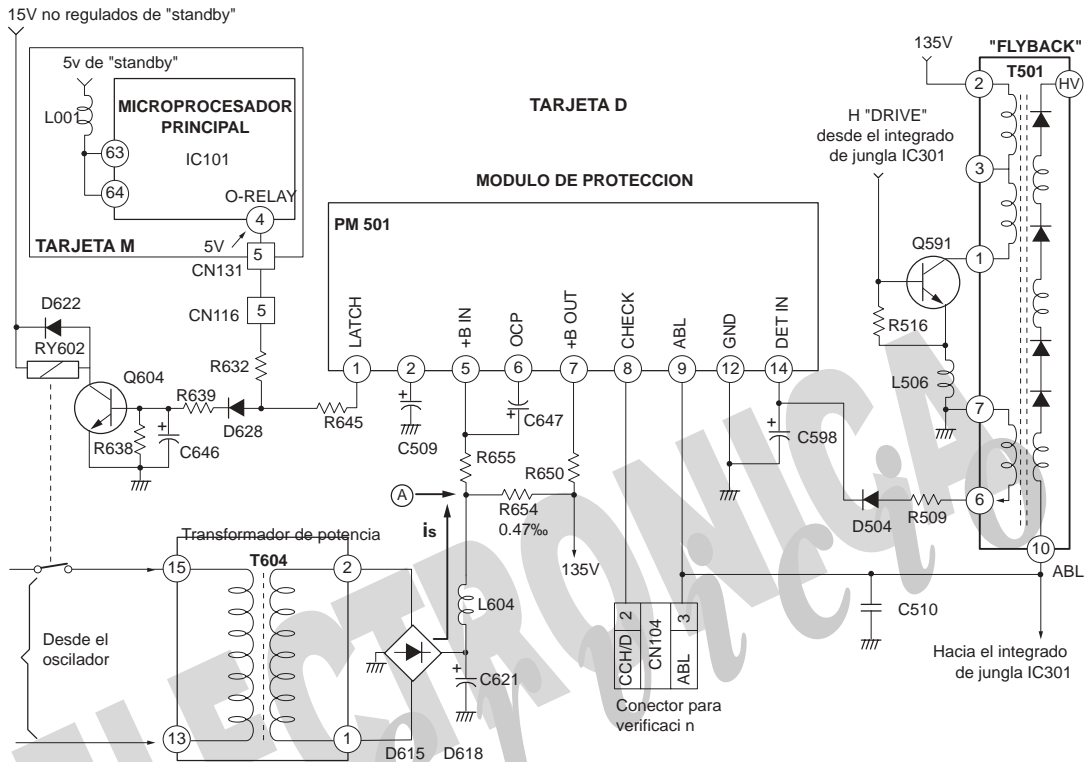 15V no regulados de "standby"
5v de "standby"
L001
MICROPROCESADOR
PRINCIPAL
IC101
63
64
O-RELAY
4
5V
TARJETA M
5
CN131
5
CN116
TARJETA D
MODULO DE PROTECCION
PM 501
LATCH
+B IN
OCP
+B OUT
CHECK
ABL
GND
DET IN
1
2
5
6
7
8
9
12
14
135V
"FLYBACK"
T501
HV
2
H "DRIVE"
desde el integrado
de jungla IC301
3
Q591
1
R516
L506
7
6
10
ABL
D622
RY602
Q604
R632
R639
D628
R645
R638
C646
C509
C647
R655
R650
C598
D504
R509
A
R654
0.47‰
is
135V
Transformador de potencia
T604
15
2
L604
Desde el
oscilador
C621
13
1
D615
D618
2
CCH/D
CN104
3
ABL
Conector para
verificaci n
C510
Hacia el integrado
de jungla IC301
ELECTRONICA